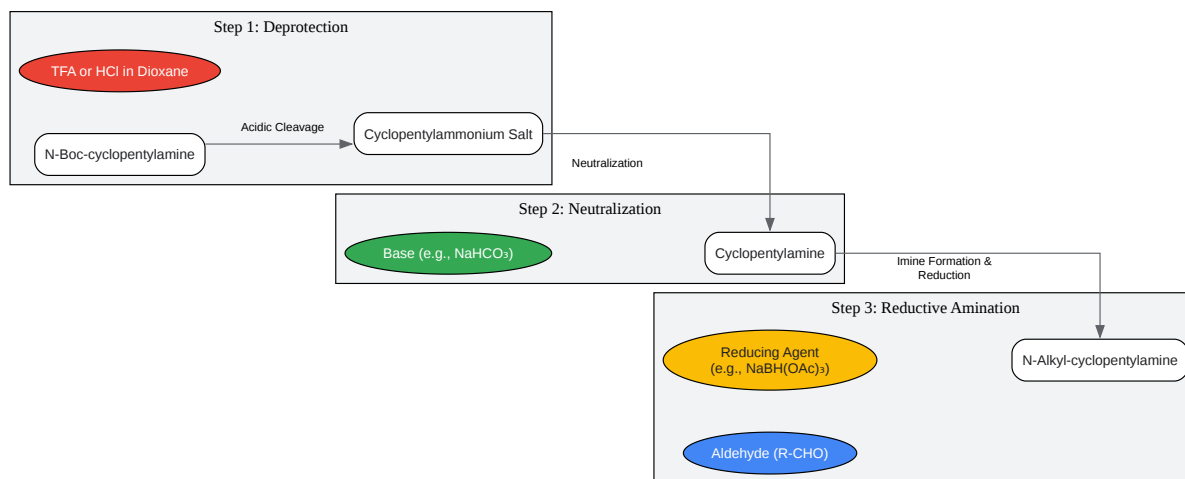 Step 1: Deprotection
TFA or HCl in Dioxane
Acidic Cleavage
N-Boc-cyclopentylamine
Cyclopentylammonium Salt
Neutralization
Step 2: Neutralization
Base (e.g., NaHCO₃)
Cyclopentylamine
Imine Formation &
Reduction
Step 3: Reductive Amination
Reducing Agent
(e.g., NaBH(OAc)₃)
N-Alkyl-cyclopentylamine
Aldehyde (R-CHO)